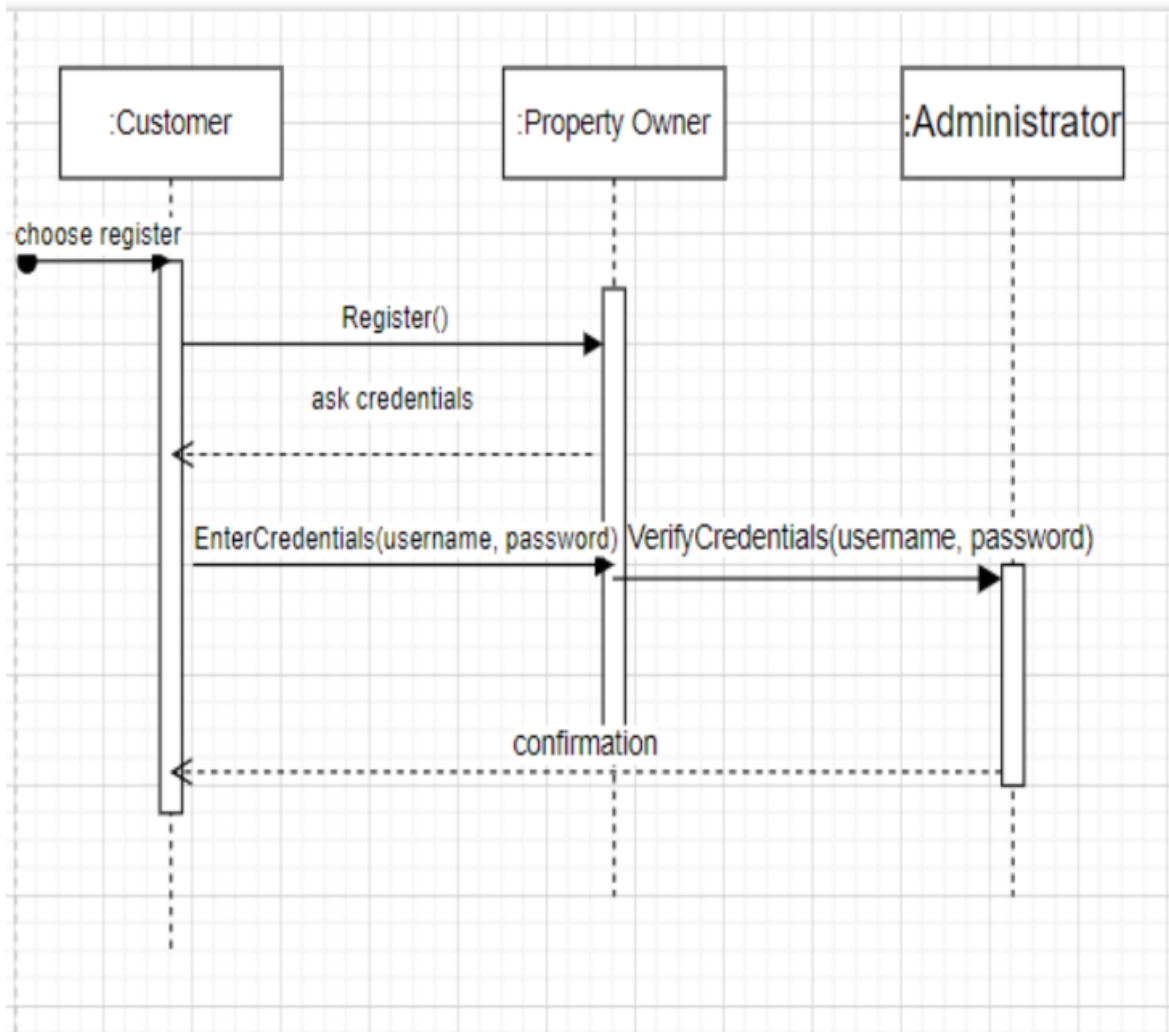 :Customer
:Property Owner
:Administrator
choose register
Register()
ask credentials
EnterCredentials(username, password)
VerifyCredentials(username, password)
confirmation